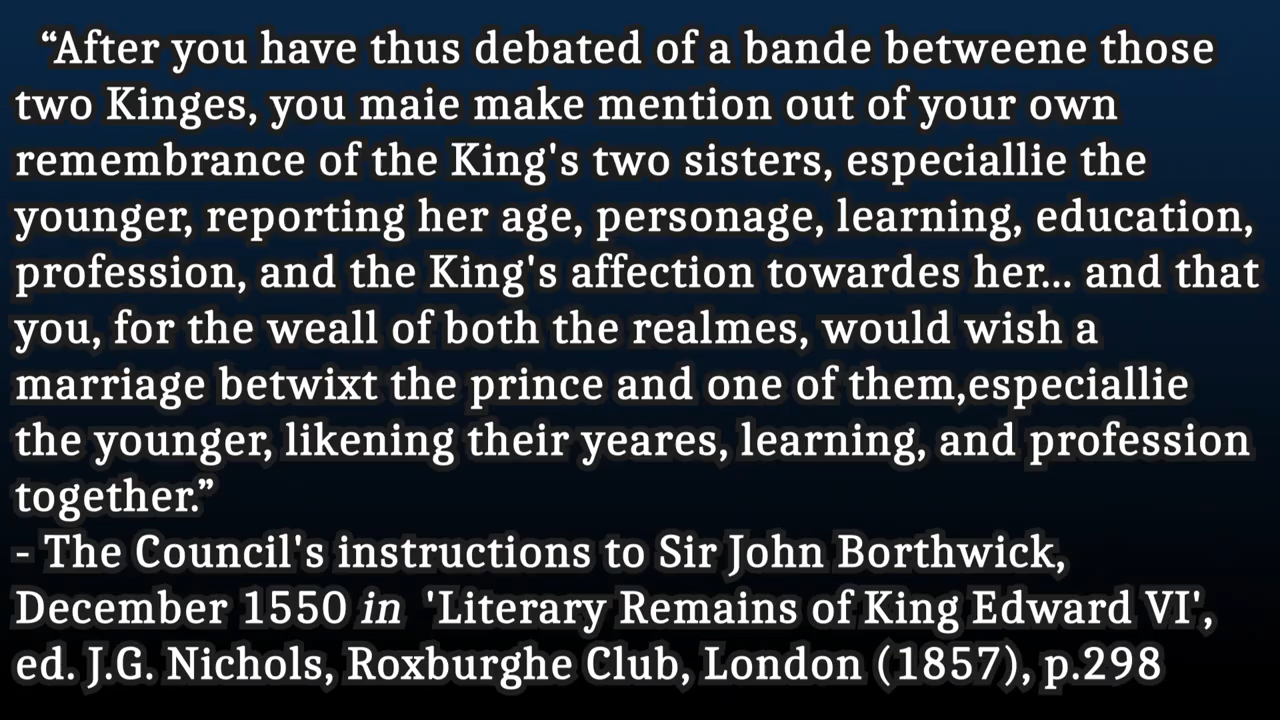 “After you have thus debated of a bande betweene those
two Kinges, you maie make mention out of your own
remembrance of the King's two sisters, especiallie the
younger, reporting her age, personage, learning, education,
profession, and the King's affection towardes her... and that
you, for the weall of both the realmes, would wish a
marriage betwixt the prince and one of them,especiallie
the younger, likening their yeares, learning, and profession
together.”
- The Council's instructions to Sir John Borthwick,
December 1550 in 'Literary Remains of King Edward VI',
ed. J.G. Nichols, Roxburghe Club, London (1857), p.298